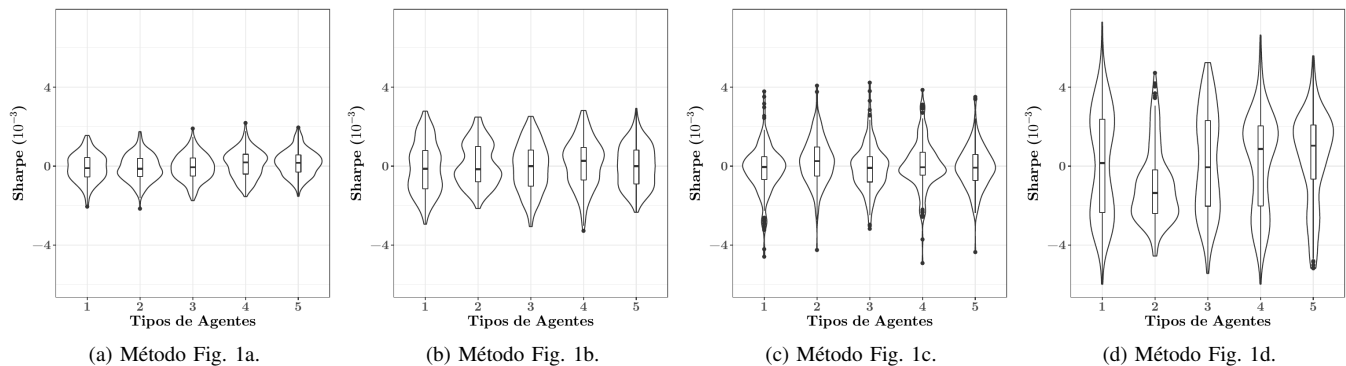 Sharpe (10⁻³)
4
0
−4
1 2 3 4 5
Tipos de Agentes
(a) Método Fig. 1a.
Sharpe (10⁻³)
4
0
−4
1 2 3 4 5
Tipos de Agentes
(b) Método Fig. 1b.
Sharpe (10⁻³)
4
0
−4
1 2 3 4 5
Tipos de Agentes
(c) Método Fig. 1c.
Sharpe (10⁻³)
4
0
−4
1 2 3 4 5
Tipos de Agentes
(d) Método Fig. 1d.